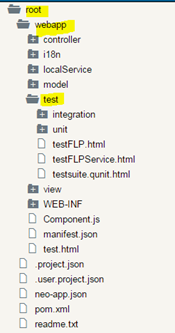 root
webapp
controller
i18n
localService
model
test
integration
unit
testFLP.html
testFLPService.html
testsuite.qunit.html
view
WEB-INF
Component.js
manifest.json
test.html
.project.json
.user.project.json
neo-app.json
pom.xml
readme.txt